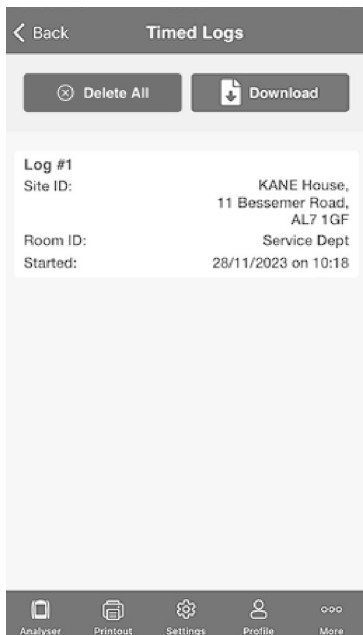 Back Timed Logs
Delete All Download
Log #1
Site ID: KANE House,
11 Bessemer Road,
AL7 1GF
Room ID: Service Dept
Started: 28/11/2023 on 10:18
Analyser Printout Settings Profile More